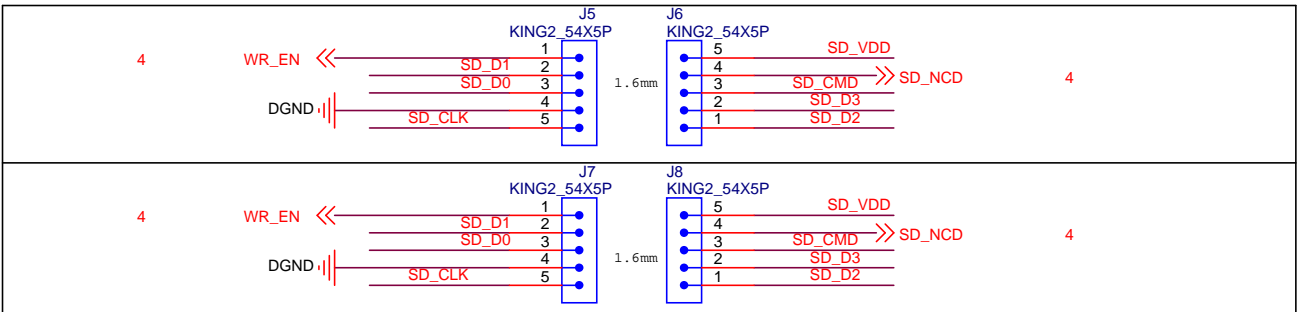 J5 J6
KING2_54X5P KING2_54X5P
1 5 SD_VDD
4 WR_EN SD_D1 2 4 SD_NCD 4
SD_D0 3 1.6mm 3 SD_CMD
DGND 4 2 SD_D3
SD_CLK 5 1 SD_D2
J7 J8
KING2_54X5P KING2_54X5P
1 5 SD_VDD
4 WR_EN SD_D1 2 4 SD_NCD 4
SD_D0 3 1.6mm 3 SD_CMD
DGND 4 2 SD_D3
SD_CLK 5 1 SD_D2